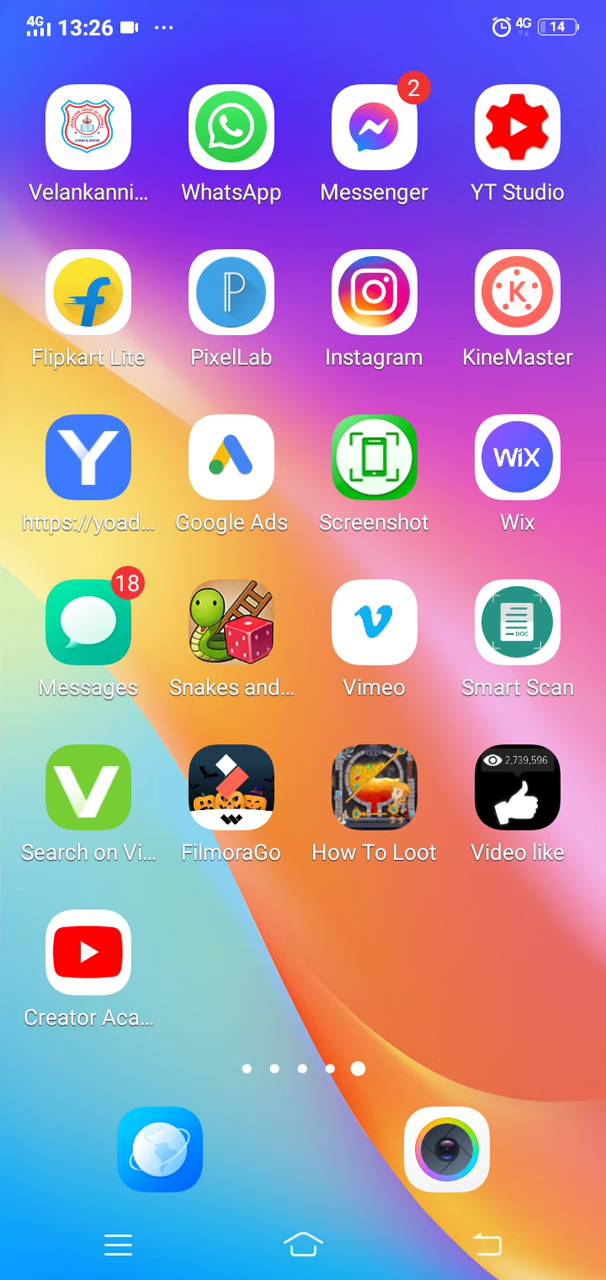 4G 13:26 ... 4G 14
2
Velankanni... WhatsApp Messenger YT Studio
Flipkart Lite PixelLab Instagram KineMaster
WiX
https://yoad... Google Ads Screenshot Wix
18
DOC
Messages Snakes and... Vimeo Smart Scan
2,739,596
Search on Vi... FilmoraGo How To Loot Video like
Creator Aca...